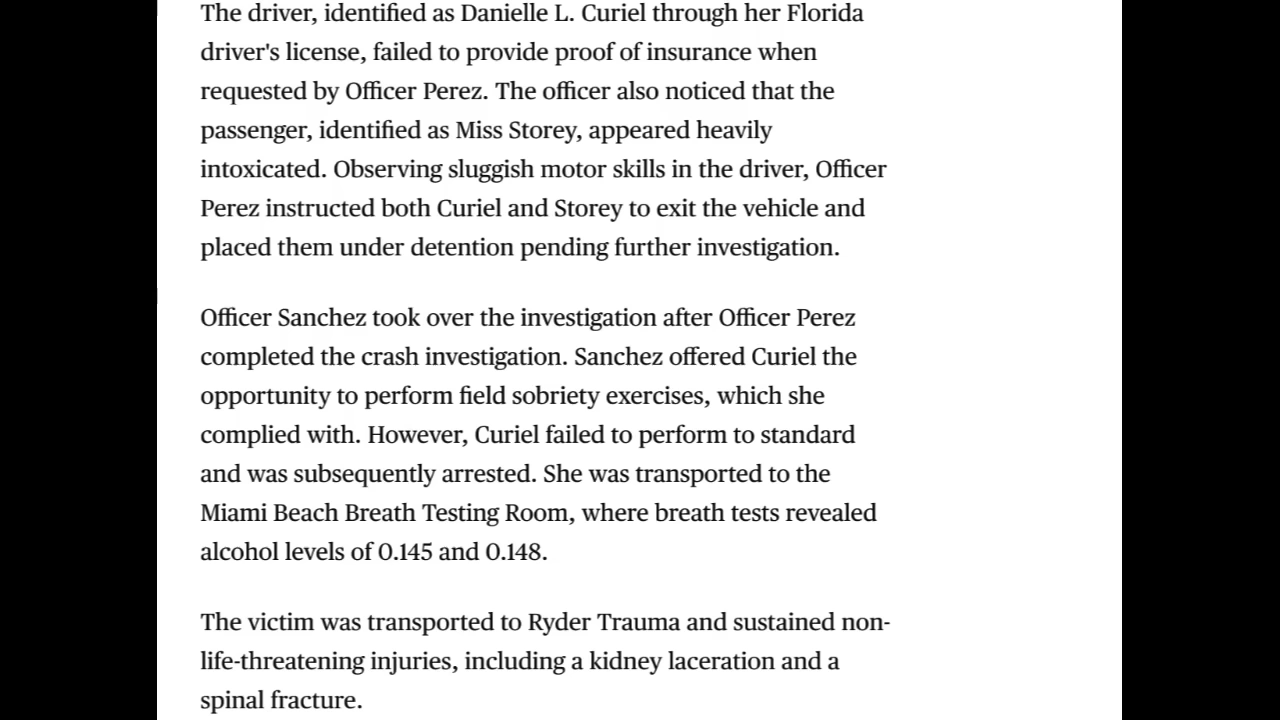 The driver, identified as Danielle L. Curiel through her Florida
driver's license, failed to provide proof of insurance when
requested by Officer Perez. The officer also noticed that the
passenger, identified as Miss Storey, appeared heavily
intoxicated. Observing sluggish motor skills in the driver, Officer
Perez instructed both Curiel and Storey to exit the vehicle and
placed them under detention pending further investigation.
Officer Sanchez took over the investigation after Officer Perez
completed the crash investigation. Sanchez offered Curiel the
opportunity to perform field sobriety exercises, which she
complied with. However, Curiel failed to perform to standard
and was subsequently arrested. She was transported to the
Miami Beach Breath Testing Room, where breath tests revealed
alcohol levels of 0.145 and 0.148.
The victim was transported to Ryder Trauma and sustained non-
life-threatening injuries, including a kidney laceration and a
spinal fracture.